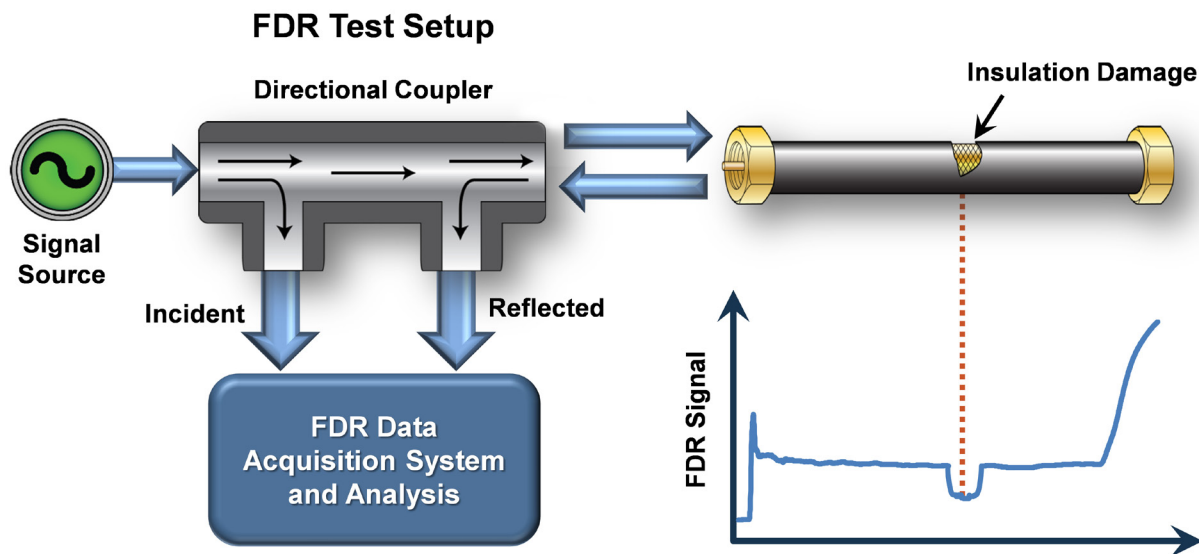 FDR Test Setup
Directional Coupler
Insulation Damage
Signal
Source
Incident
Reflected
FDR Data
Acquisition System
and Analysis
FDR Signal